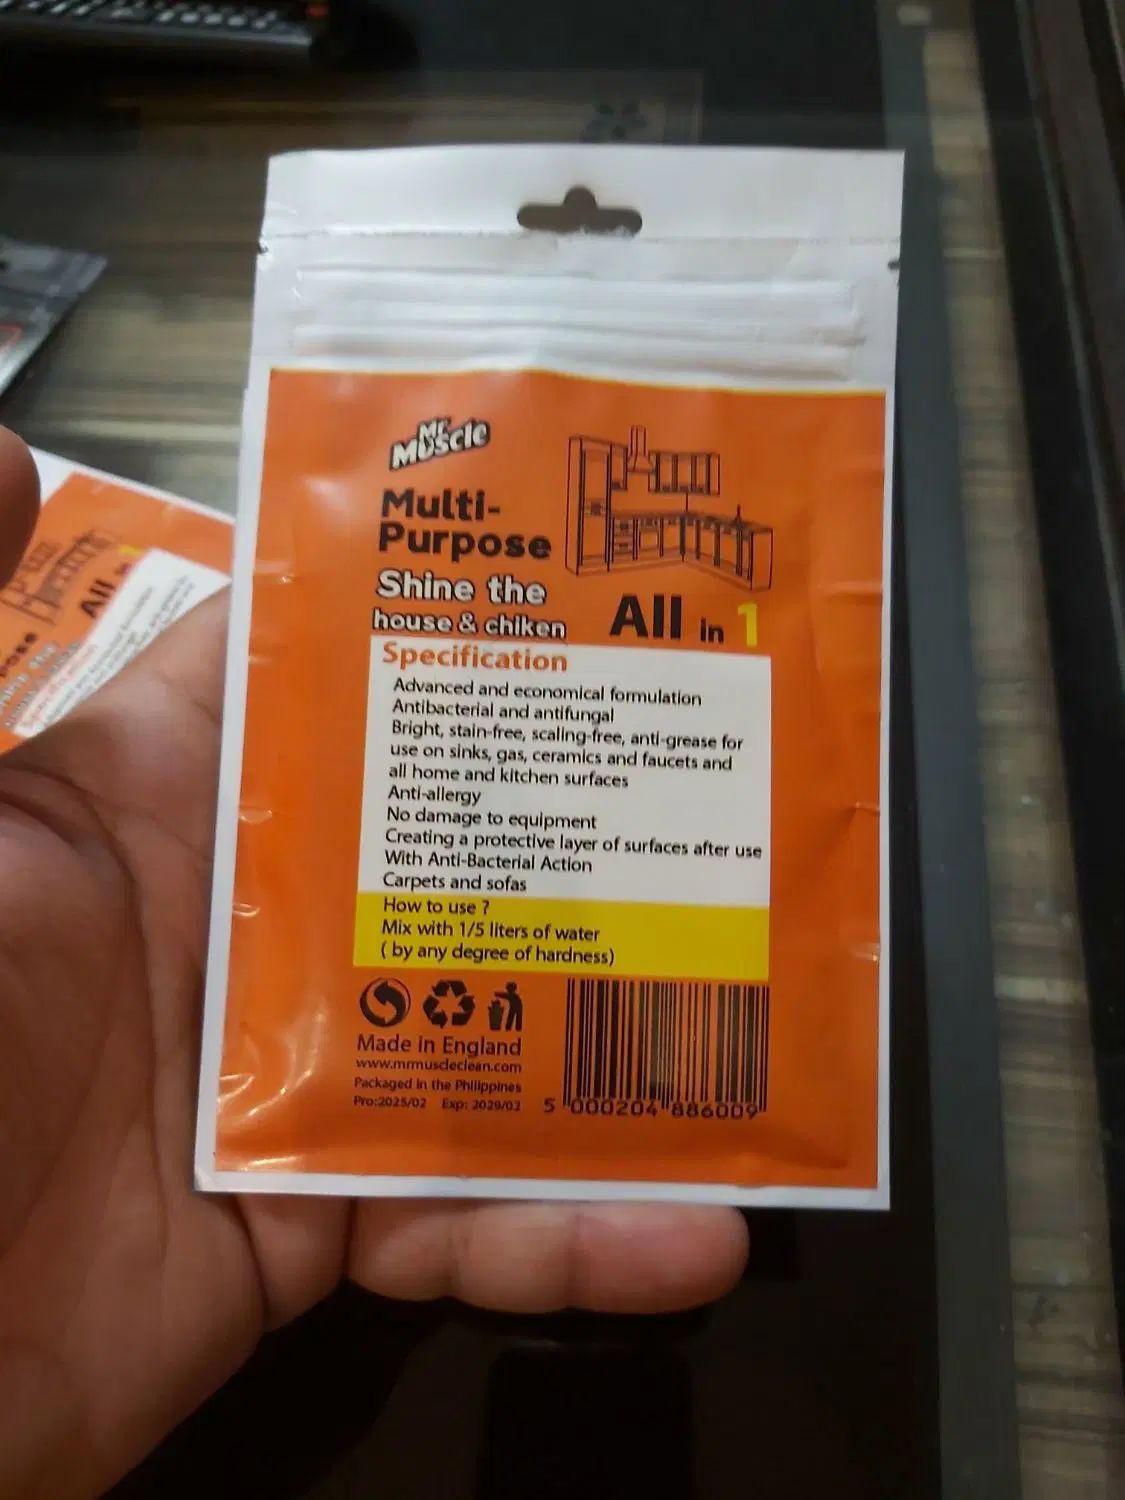 Mr
Muscle
Multi-
Purpose
Shine the
house & chiken
All in 1
Specification
Advanced and economical formulation
Antibacterial and antifungal
Bright, stain-free, scaling-free, anti-grease for
use on sinks, gas, ceramics and faucets and
all home and kitchen surfaces
Anti-allergy
No damage to equipment
Creating a protective layer of surfaces after use
With Anti-Bacterial Action
Carpets and sofas
How to use ?
Mix with 1/5 liters of water
( by any degree of hardness)
Made in England
www.mrmuscleclean.com
Packaged in the Philippines
Pro:2025/02 Exp: 2029/02
5 000204 886009
All in 1